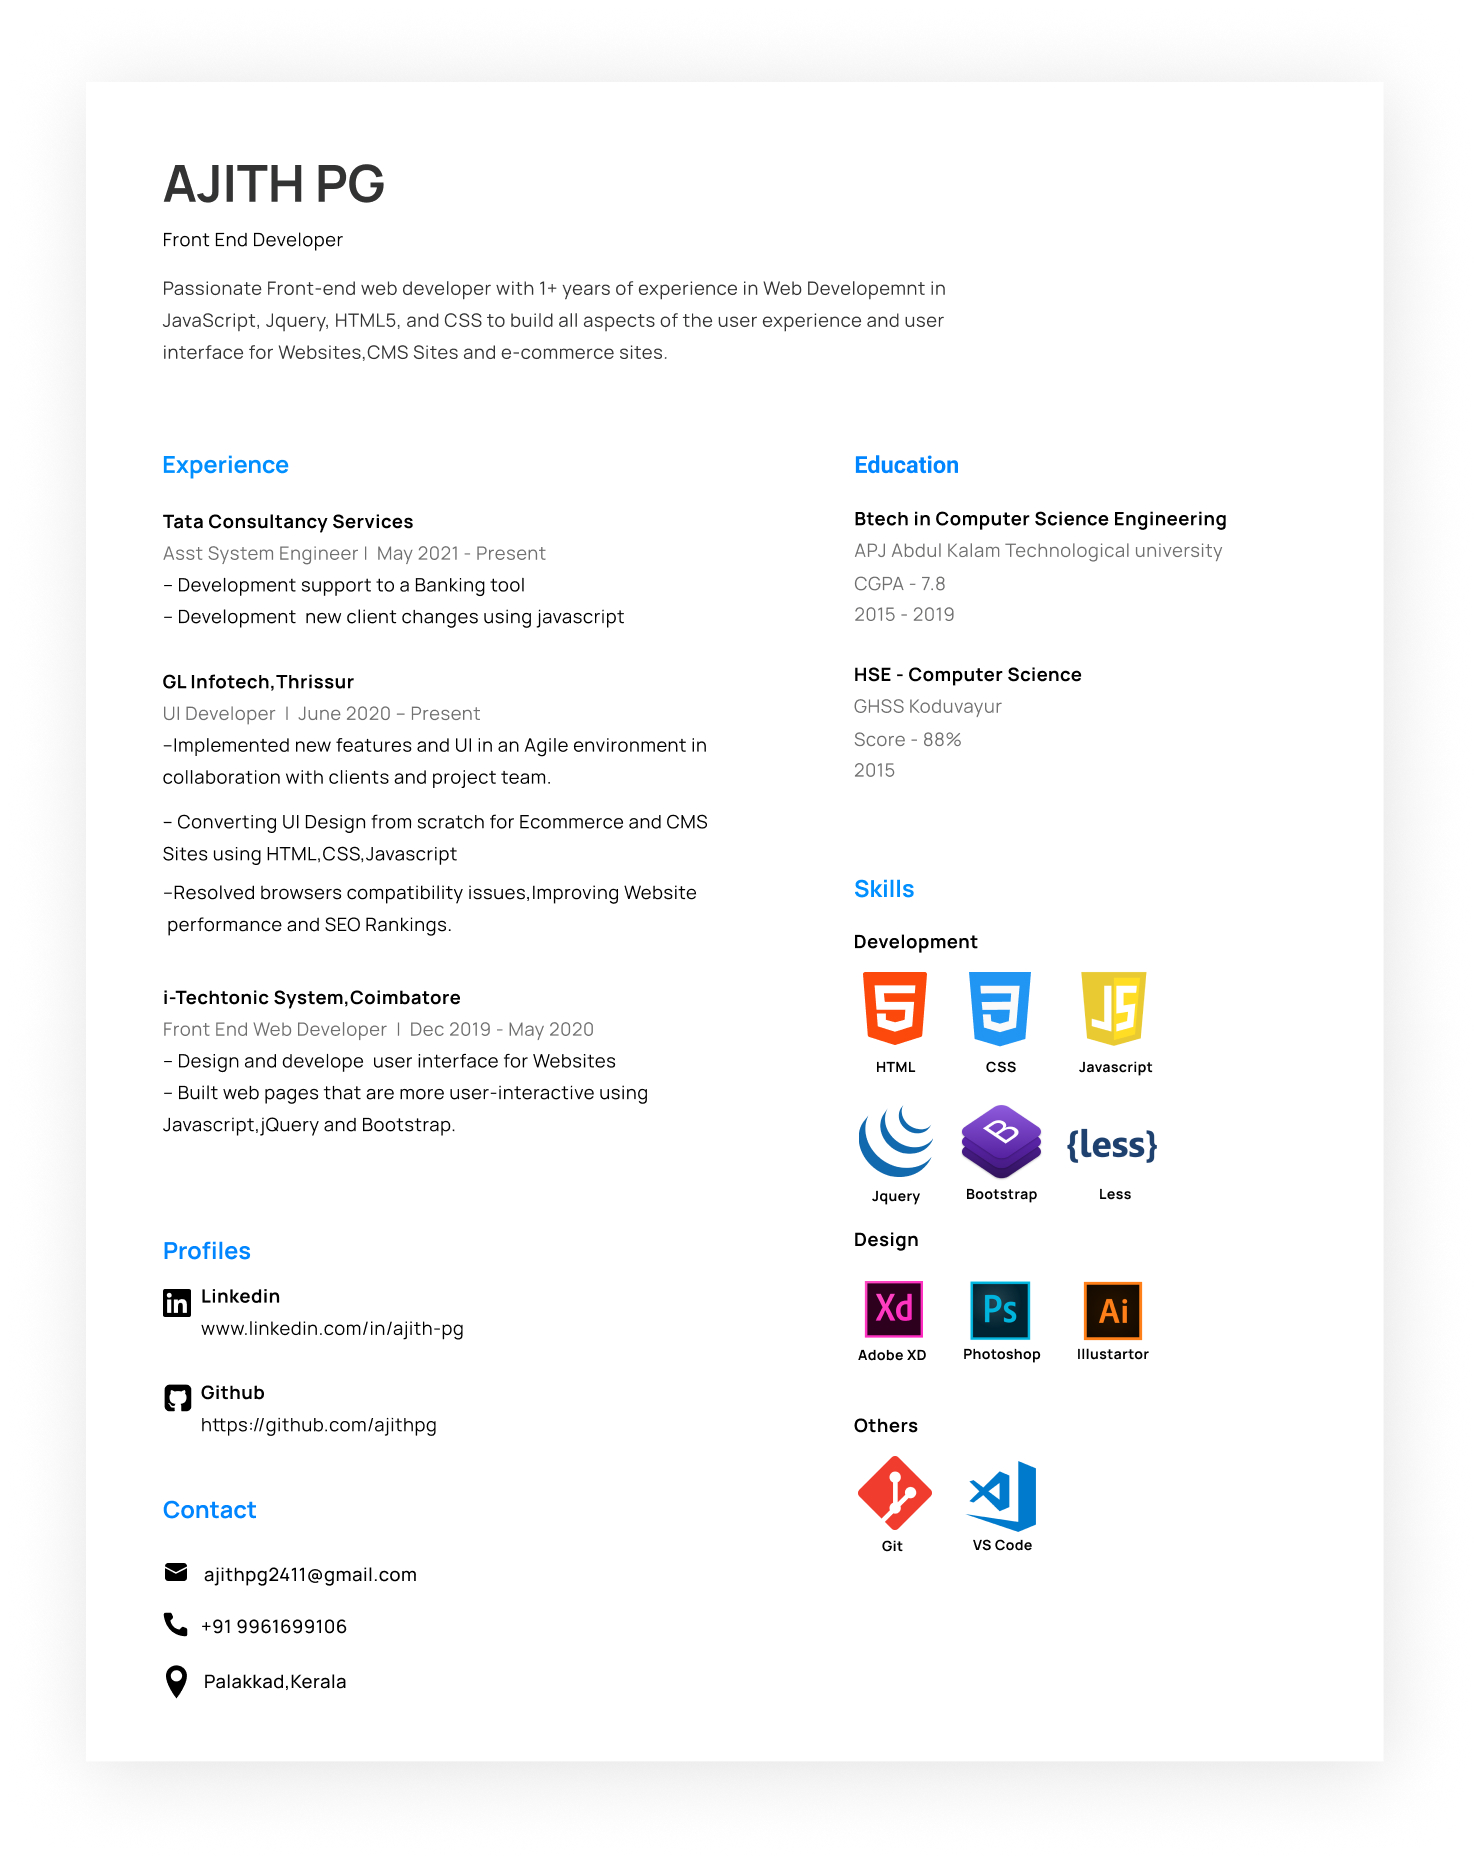 AJITH PG
Front End Developer
Passionate Front-end web developer with 1+ years of experience in Web Developemnt in
JavaScript, Jquery, HTML5, and CSS to build all aspects of the user experience and user
interface for Websites,CMS Sites and e-commerce sites.
Experience
Tata Consultancy Services
Asst System Engineer | May 2021 - Present
– Development support to a Banking tool
– Development  new client changes using javascript
GL Infotech,Thrissur
UI Developer | June 2020 – Present
–Implemented new features and UI in an Agile environment in
collaboration with clients and project team.
– Converting UI Design from scratch for Ecommerce and CMS
Sites using HTML,CSS,Javascript
–Resolved browsers compatibility issues,Improving Website
performance and SEO Rankings.
i-Techtonic System,Coimbatore
Front End Web Developer | Dec 2019 - May 2020
– Design and develope  user interface for Websites
– Built web pages that are more user-interactive using
Javascript,jQuery and Bootstrap.
Profiles
in
Linkedin
www.linkedin.com/in/ajith-pg
Github
https://github.com/ajithpg
Contact
ajithpg2411@gmail.com
+91 9961699106
Palakkad,Kerala
Education
Btech in Computer Science Engineering
APJ Abdul Kalam Technological university
CGPA - 7.8
2015 - 2019
HSE - Computer Science
GHSS Koduvayur
Score - 88%
2015
Skills
Development
5 3 JS
HTML CSS Javascript
B {less}
Jquery Bootstrap Less
Design
Xd Ps Ai
Adobe XD Photoshop Illustartor
Others
Git VS Code